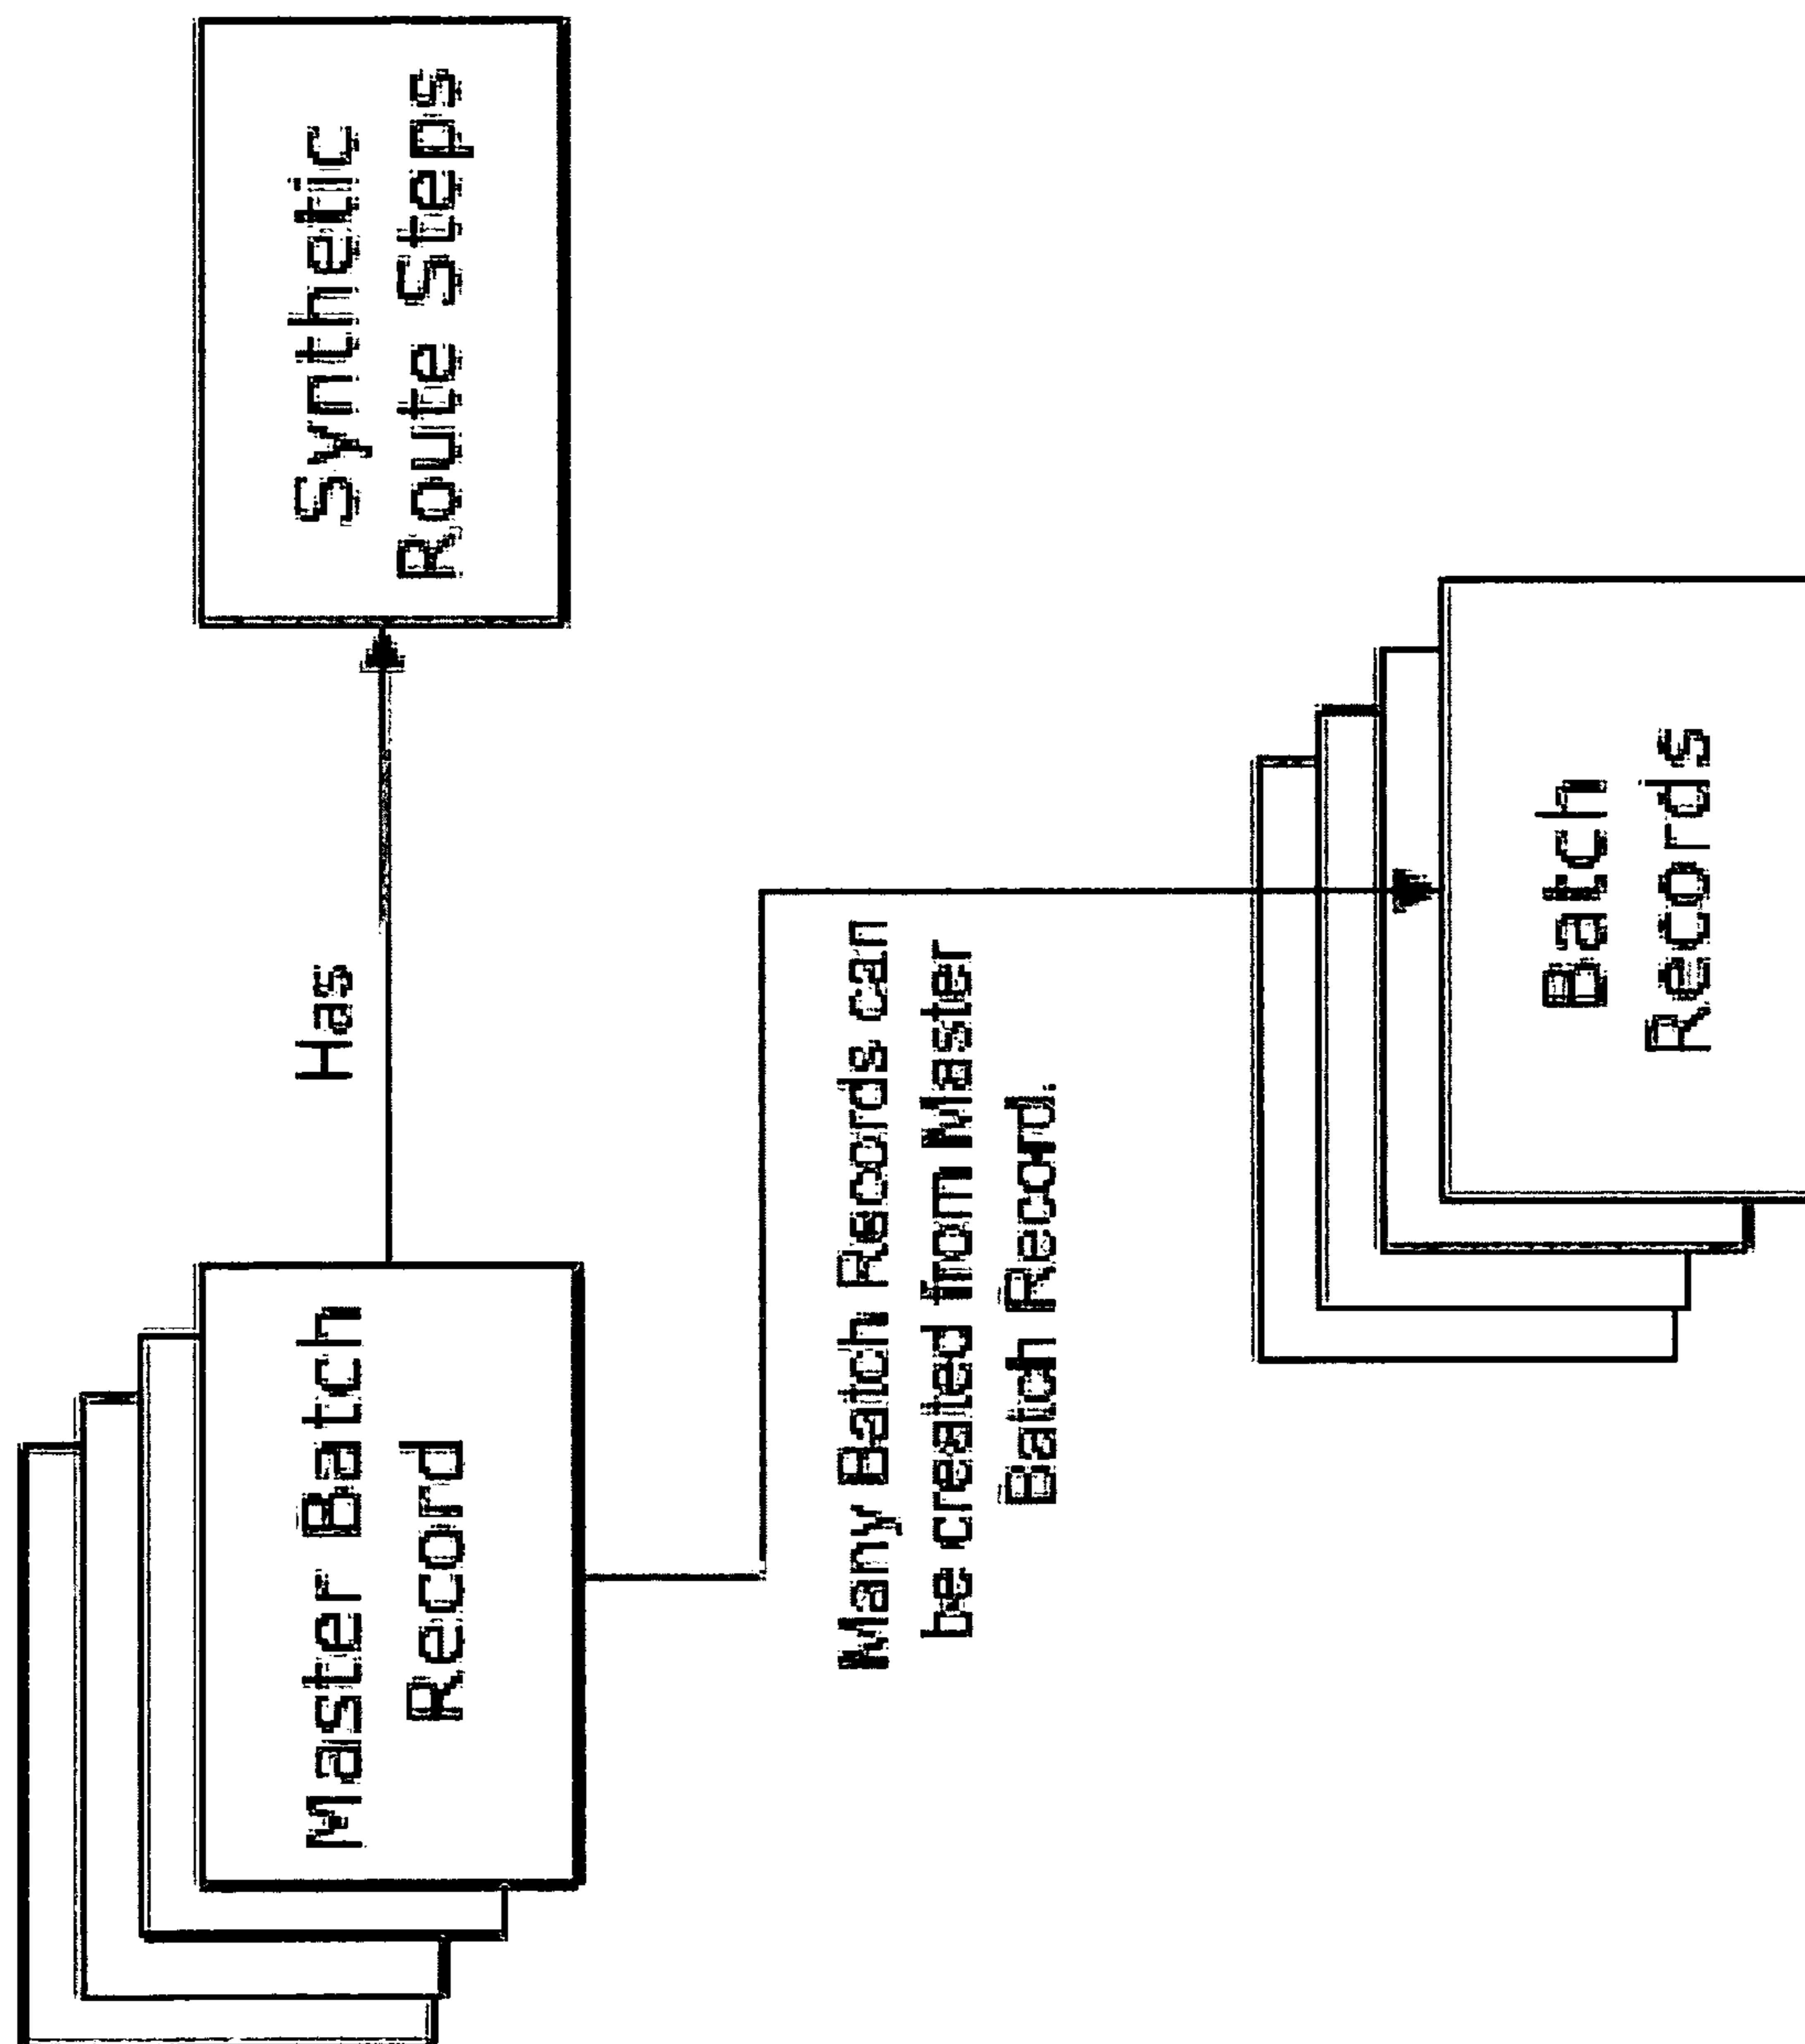 Master Batch
Record
Has
Synthetic
Route Steps
Many Batch Records can
be created from Master
Batch Record.
Batch
Records